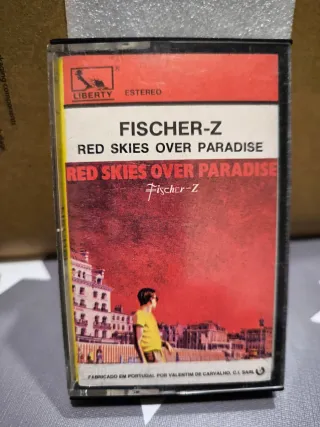 LIBERTY
ESTEREO
FISCHER-Z
RED SKIES OVER PARADISE
RED SKIES OVER PARADISE
Fischer-Z
FABRICADO EM PORTUGAL POR VALENTIM DE CARVALHO, C.I. SARL